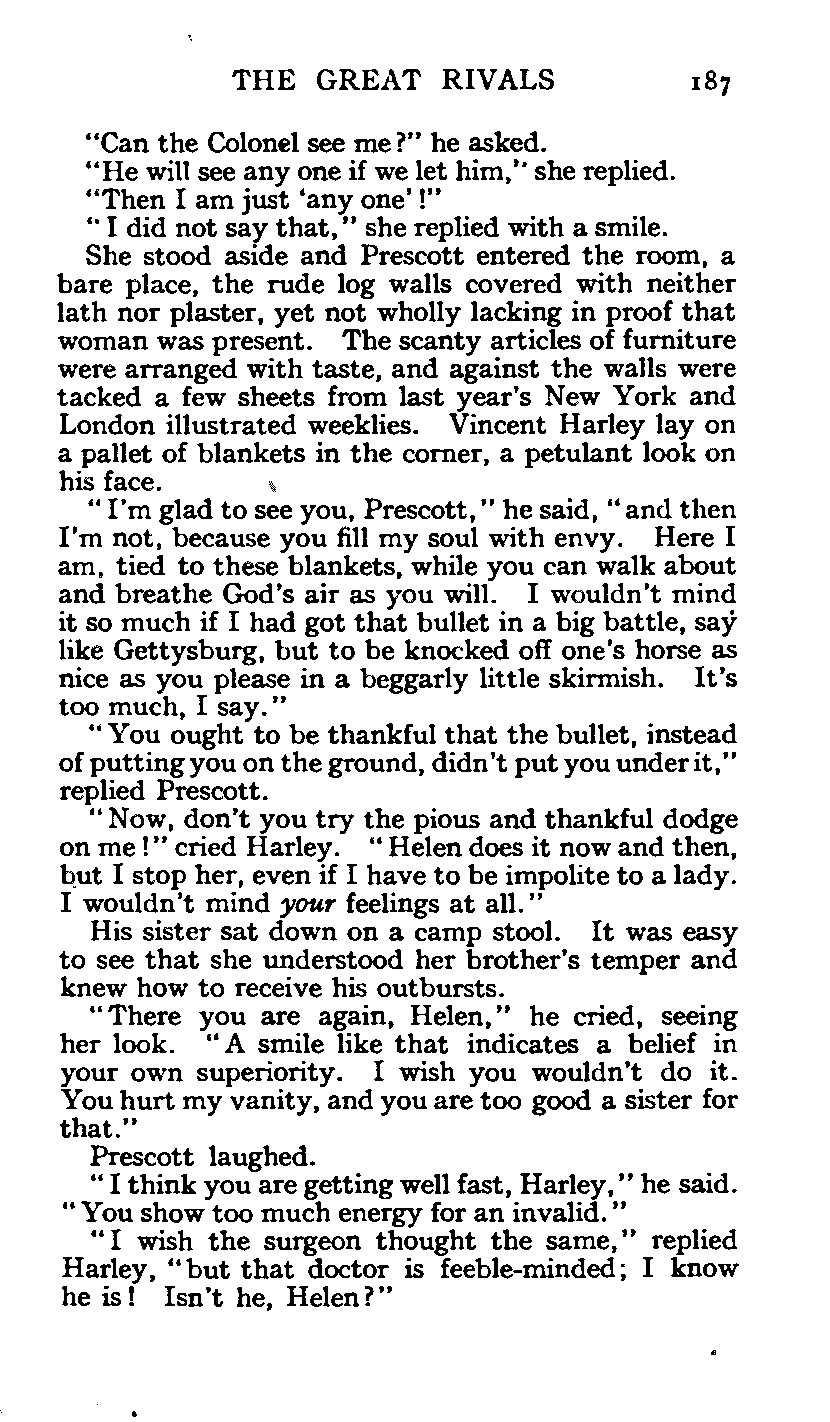 THE GREAT RIVALS 187
"Can the Colonel see me?" he asked.
"He will see any one if we let him," she replied.
"Then I am just 'any one'!"
"I did not say that," she replied with a smile.
She stood aside and Prescott entered the room, a
bare place, the rude log walls covered with neither
lath nor plaster, yet not wholly lacking in proof that
woman was present. The scanty articles of furniture
were arranged with taste, and against the walls were
tacked a few sheets from last year's New York and
London illustrated weeklies. Vincent Harley lay on
a pallet of blankets in the corner, a petulant look on
his face.
"I'm glad to see you, Prescott," he said, "and then
I'm not, because you fill my soul with envy. Here I
am, tied to these blankets, while you can walk about
and breathe God's air as you will. I wouldn't mind
it so much if I had got that bullet in a big battle, say
like Gettysburg, but to be knocked off one's horse as
nice as you please in a beggarly little skirmish. It's
too much, I say."
"You ought to be thankful that the bullet, instead
of putting you on the ground, didn't put you under it,"
replied Prescott.
"Now, don't you try the pious and thankful dodge
on me!" cried Harley. "Helen does it now and then,
but I stop her, even if I have to be impolite to a lady.
I wouldn't mind your feelings at all."
His sister sat down on a camp stool. It was easy
to see that she understood her brother's temper and
knew how to receive his outbursts.
"There you are again, Helen," he cried, seeing
her look. "A smile like that indicates a belief in
your own superiority. I wish you wouldn't do it.
You hurt my vanity, and you are too good a sister for
that."
Prescott laughed.
"I think you are getting well fast, Harley," he said.
"You show too much energy for an invalid."
"I wish the surgeon thought the same," replied
Harley, "but that doctor is feeble-minded; I know
he is! Isn't he, Helen?"